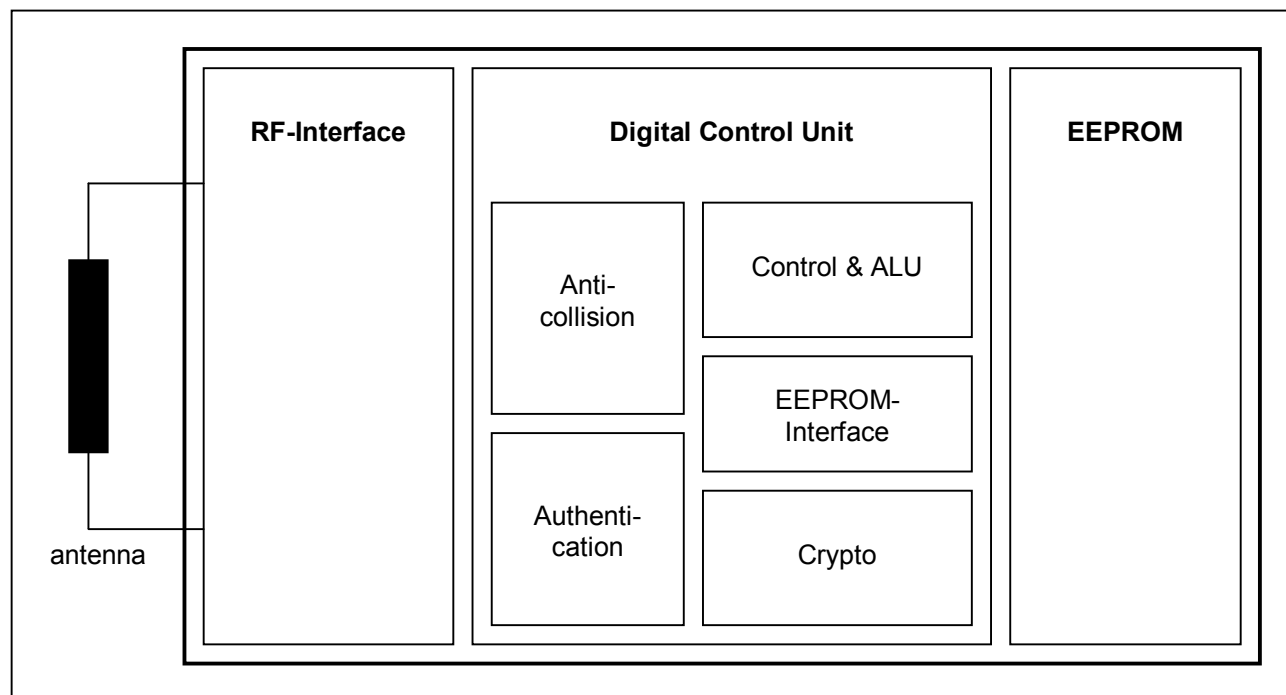 RF-Interface
Digital Control Unit
EEPROM
Anti-
collision
Control & ALU
EEPROM-
Interface
Authenti-
cation
Crypto
antenna